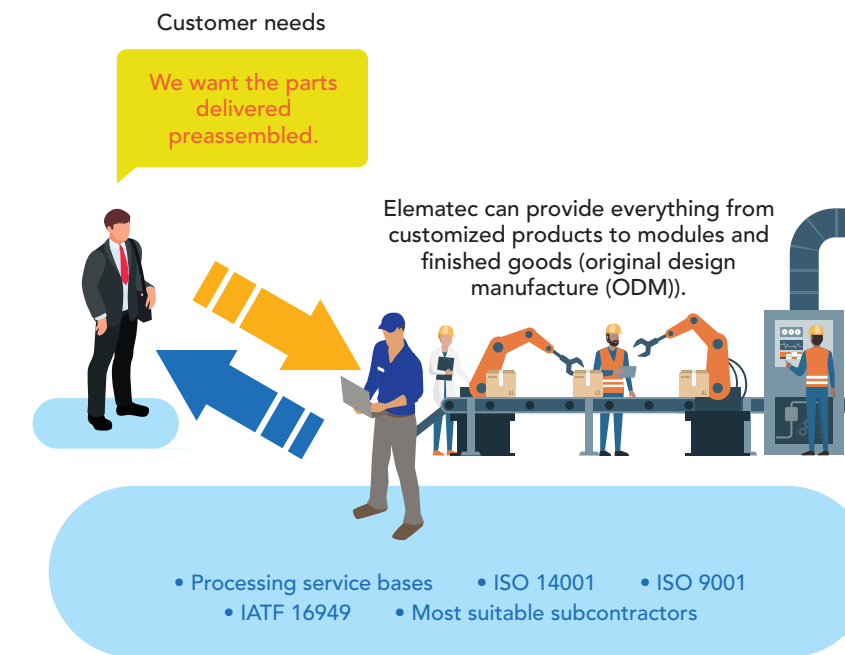 Customer needs
We want the parts
delivered
preassembled.
Elematec can provide everything from
customized products to modules and
finished goods (original design
manufacture (ODM)).
• Processing service bases • ISO 14001 • ISO 9001
• IATF 16949 • Most suitable subcontractors